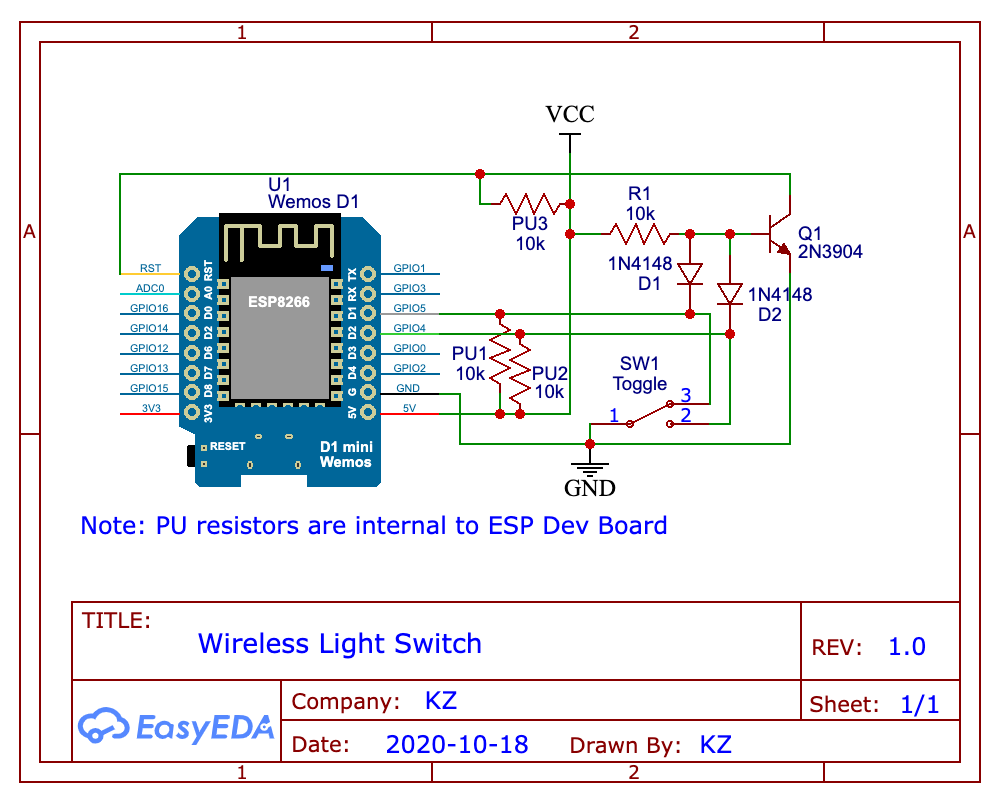 1 2
VCC
U1
Wemos D1
PU3
10k
R1
10k
Q1
2N3904
A A
1N4148
D1
1N4148
D2
RST RST TX GPIO1
ADC0 A0 RX GPIO3
GPIO16 D0 D1 GPIO5
GPIO14 D2 D2 GPIO4
GPIO12 D6 D3 GPIO0
GPIO13 D7 D4 GPIO2
GPIO15 D8 G GND
3V3 3V3 5V 5V
ESP8266
PU1
10k
PU2
10k
SW1
Toggle
1 3
2
RESET
D1 mini
Wemos
GND
Note: PU resistors are internal to ESP Dev Board
TITLE:
Wireless Light Switch
REV: 1.0
EasyEDA
Company: KZ
Sheet: 1/1
Date: 2020-10-18 Drawn By: KZ
1 2